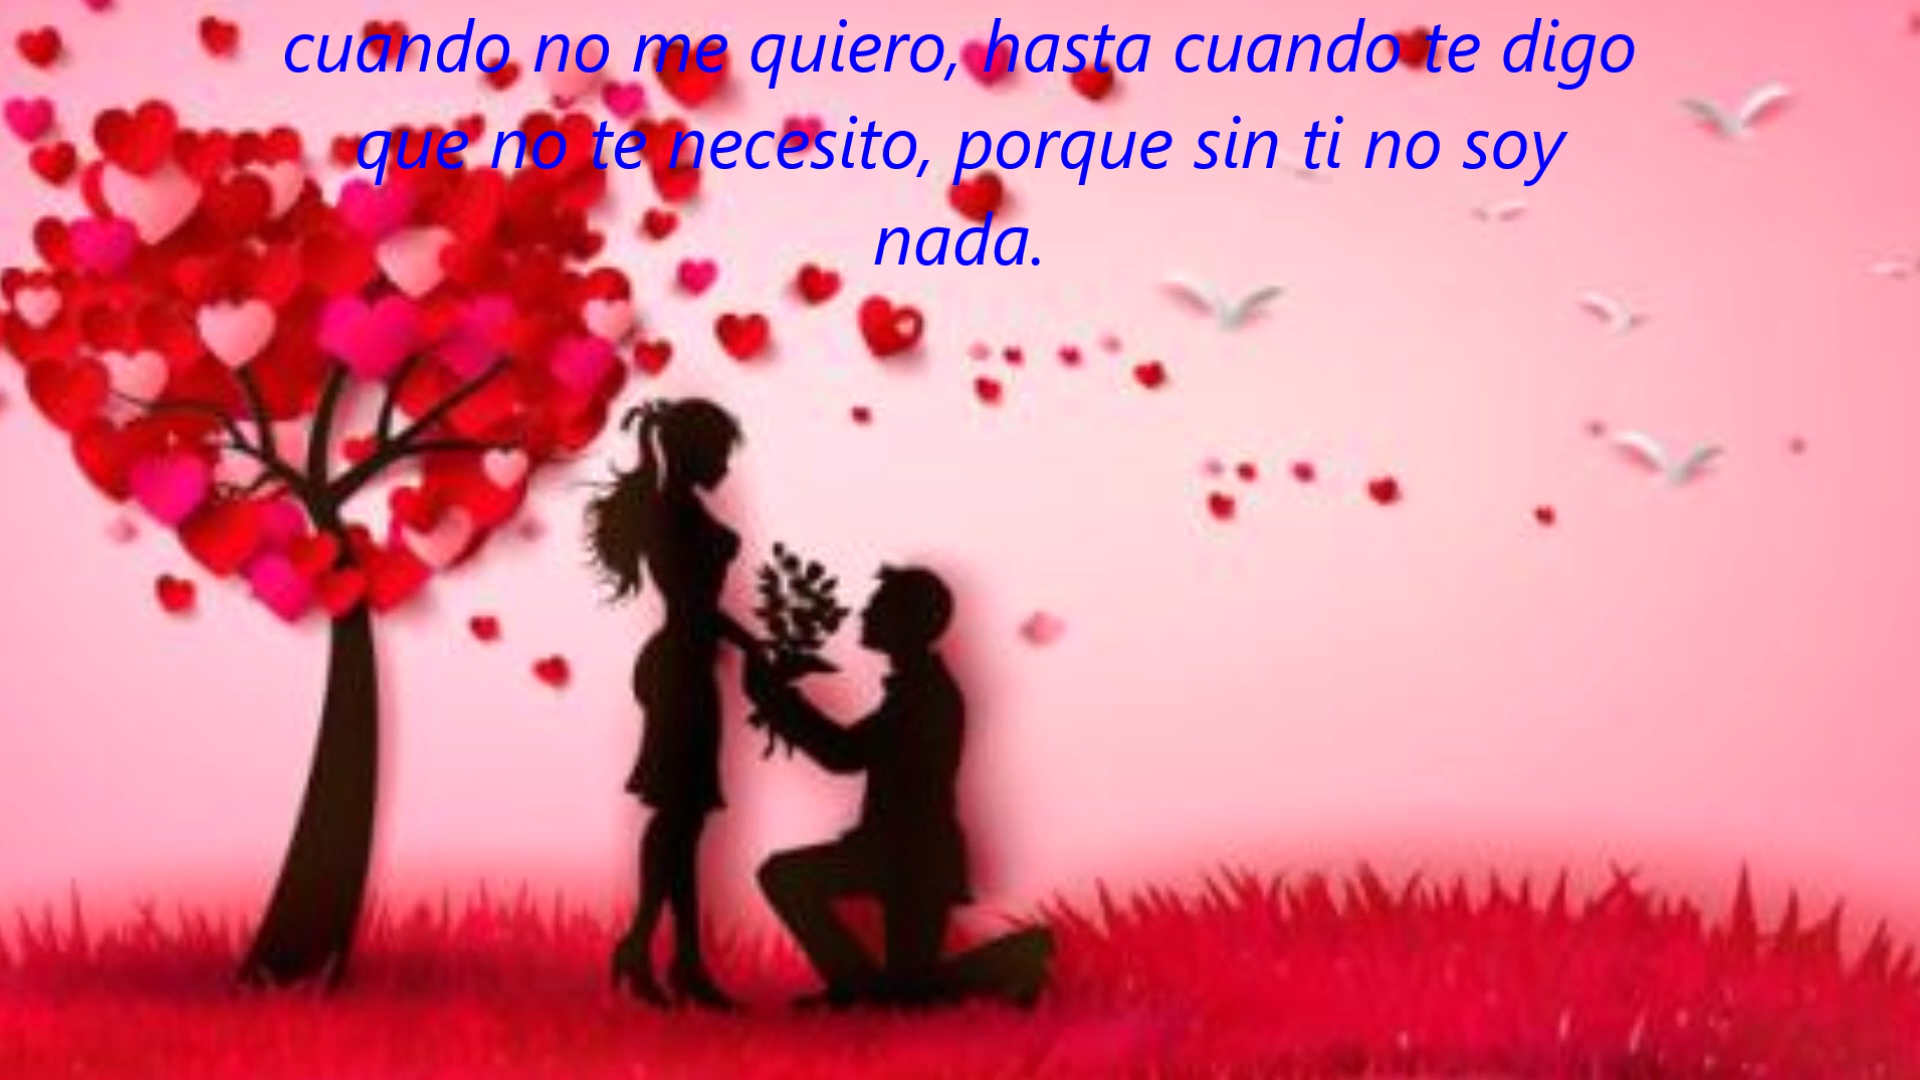 cuando no me quiero, hasta cuando te digo
que no te necesito, porque sin ti no soy
nada.